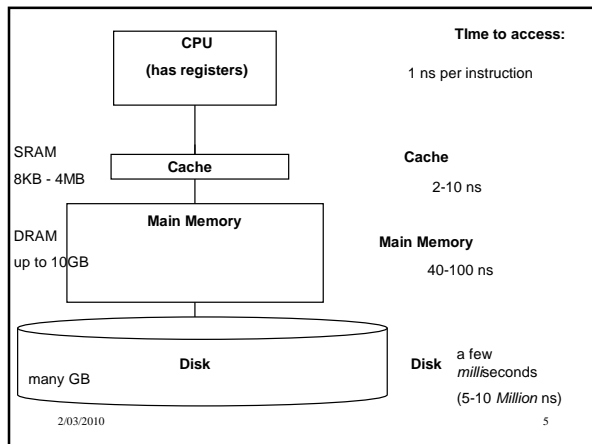 CPU
(has registers)
TIme to access:
1 ns per instruction
SRAM
8KB - 4MB
Cache
Cache
2-10 ns
Main Memory
DRAM
up to 10GB
Main Memory
40-100 ns
Disk
many GB
Disk
a few
milliseconds
(5-10 Million ns)
2/03/2010
5